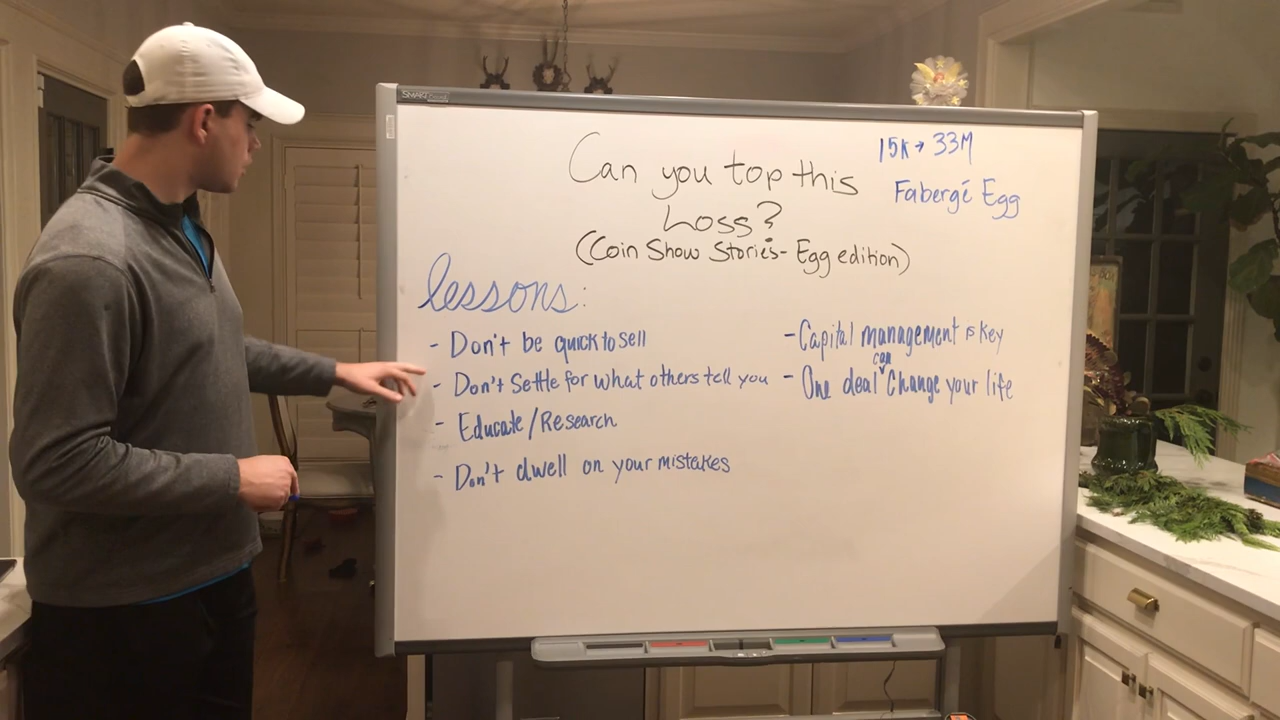 SMART
15K → 33M
Fabergé Egg
Can you top this
Loss?
(Coin Show Stories- Egg edition)
lessons:
- Don't be quick to sell
- Don't Settle for what others tell you
- Educate/Research
- Don't dwell on your mistakes
- Capital management is key
- One deal can Change your life